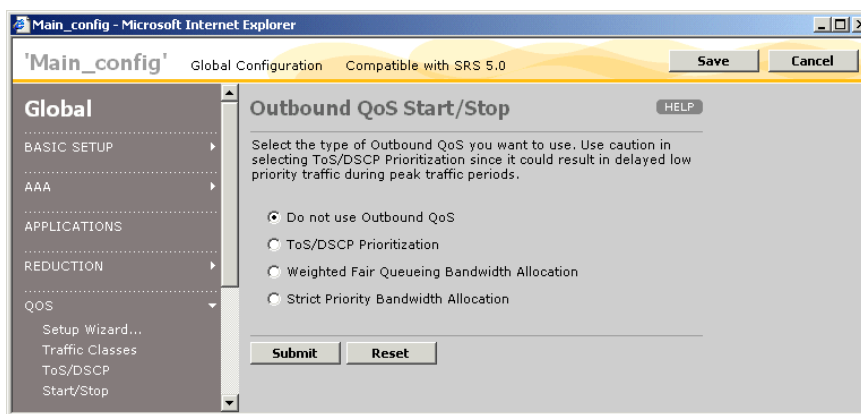 Main_config - Microsoft Internet Explorer
'Main_config' Global Configuration Compatible with SRS 5.0 Save Cancel
Global
BASIC SETUP
AAA
APPLICATIONS
REDUCTION
QOS
Setup Wizard...
Traffic Classes
ToS/DSCP
Start/Stop
Outbound QoS Start/Stop HELP
Select the type of Outbound QoS you want to use. Use caution in
selecting ToS/DSCP Prioritization since it could result in delayed low
priority traffic during peak traffic periods.
Do not use Outbound QoS
ToS/DSCP Prioritization
Weighted Fair Queueing Bandwidth Allocation
Strict Priority Bandwidth Allocation
Submit Reset